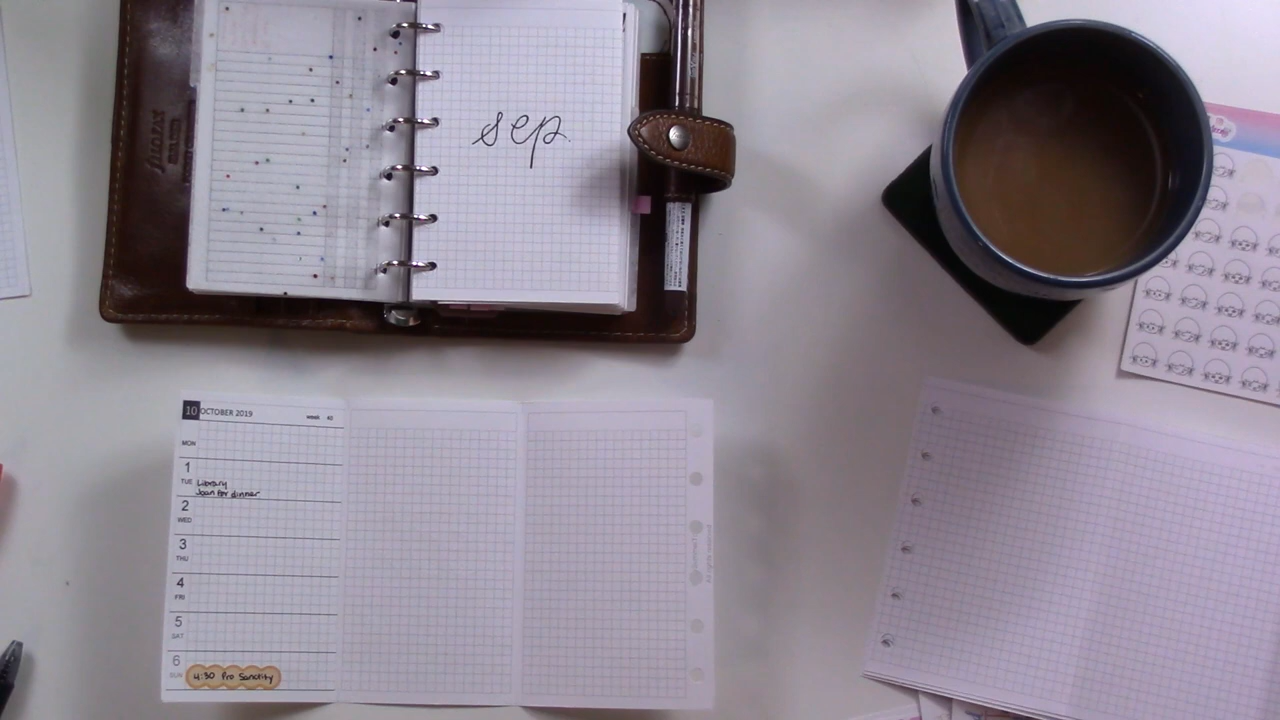 sep
10 OCTOBER 2019 week 40
MON
1
TUE Library
Joan for dinner
2
WED
3
THU
4
FRI
5
SAT
6
SUN 4:30 Pro Sanctity